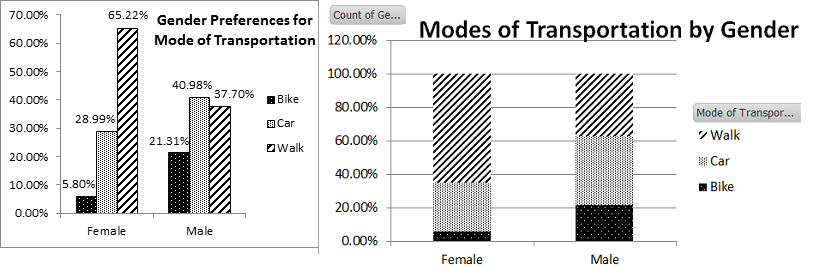 Gender Preferences for
Mode of Transportation
70.00%
60.00%
50.00%
40.00%
30.00%
20.00%
10.00%
0.00%
5.80%
28.99%
65.22%
21.31%
40.98%
37.70%
Female
Male
Bike
Car
Walk
Count of Ge...
Modes of Transportation by Gender
120.00%
100.00%
80.00%
60.00%
40.00%
20.00%
0.00%
Female
Male
Mode of Transpor...
Walk
Car
Bike